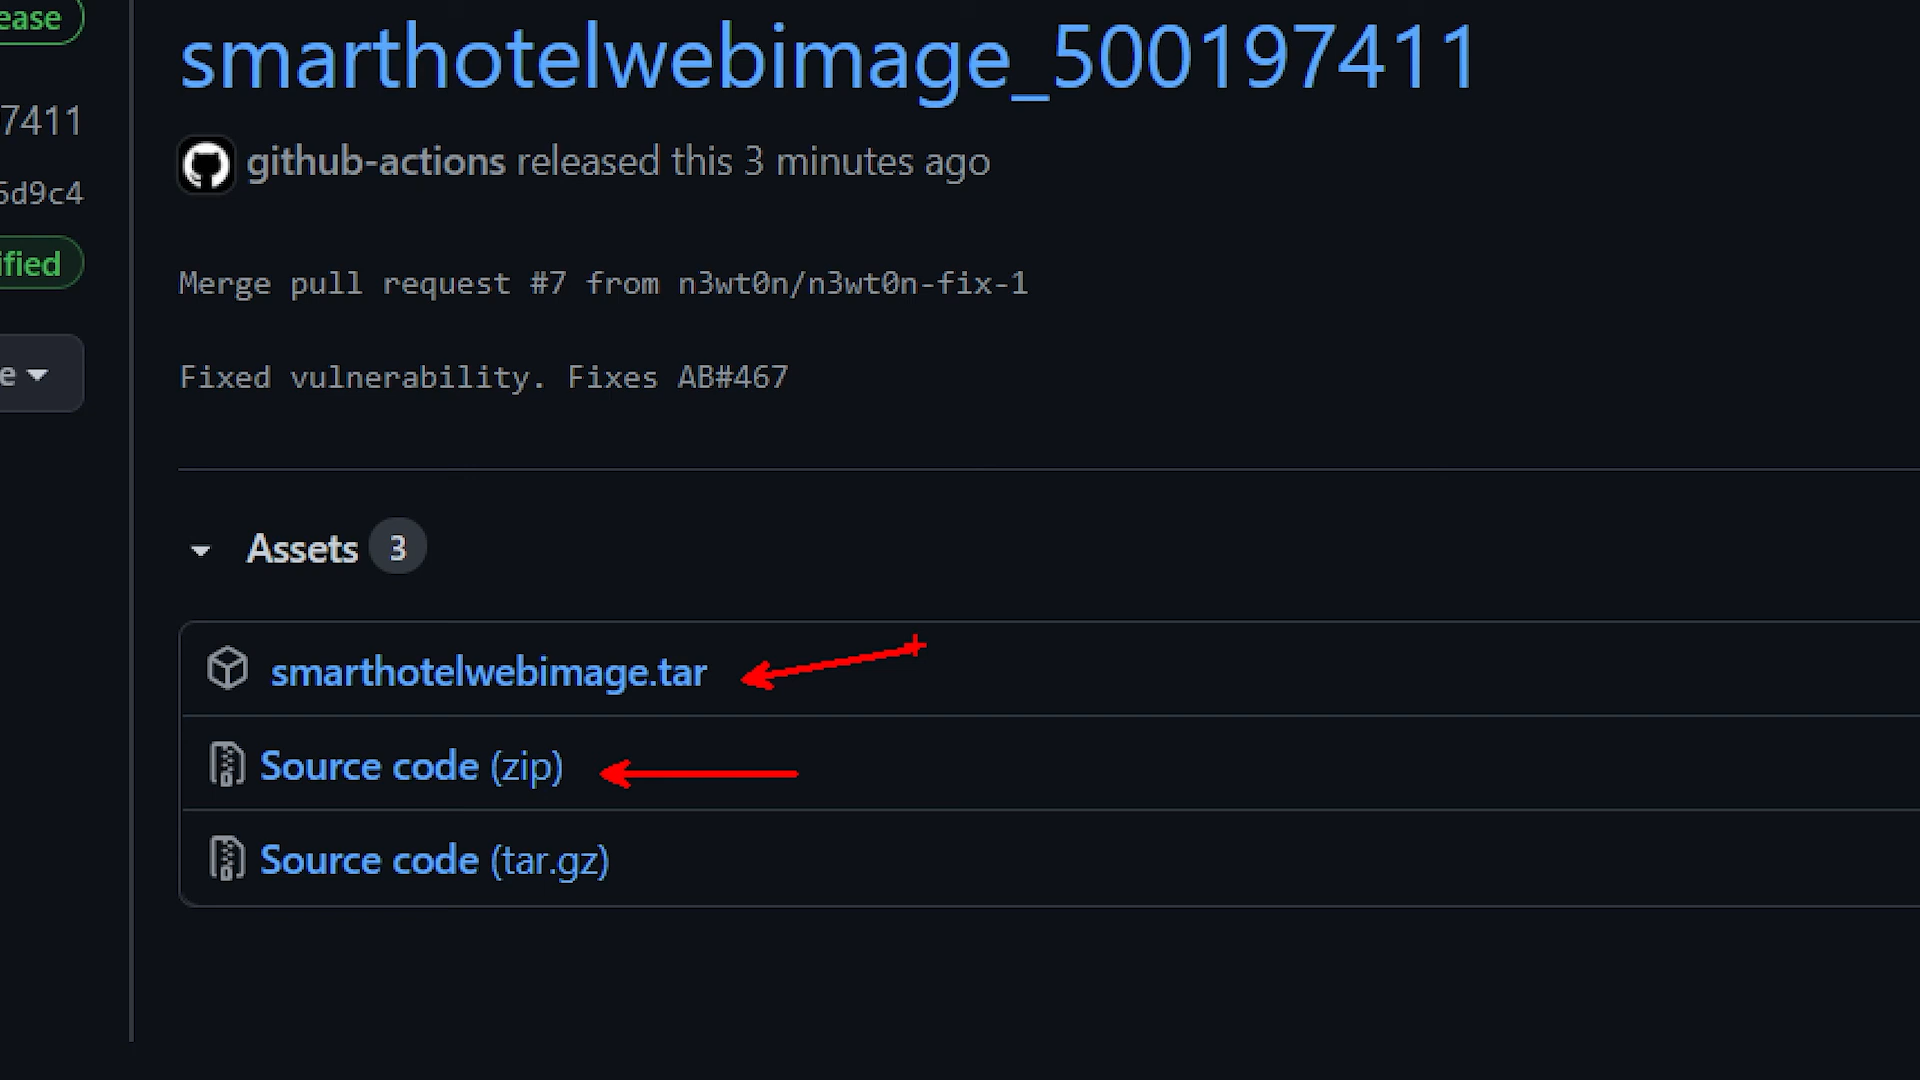 ease
smarthotelwebimage_500197411
7411
github-actions released this 3 minutes ago
5d9c4
ified
Merge pull request #7 from n3wt0n/n3wt0n-fix-1
e
Fixed vulnerability. Fixes AB#467
Assets 3
smarthotelwebimage.tar
Source code (zip)
Source code (tar.gz)